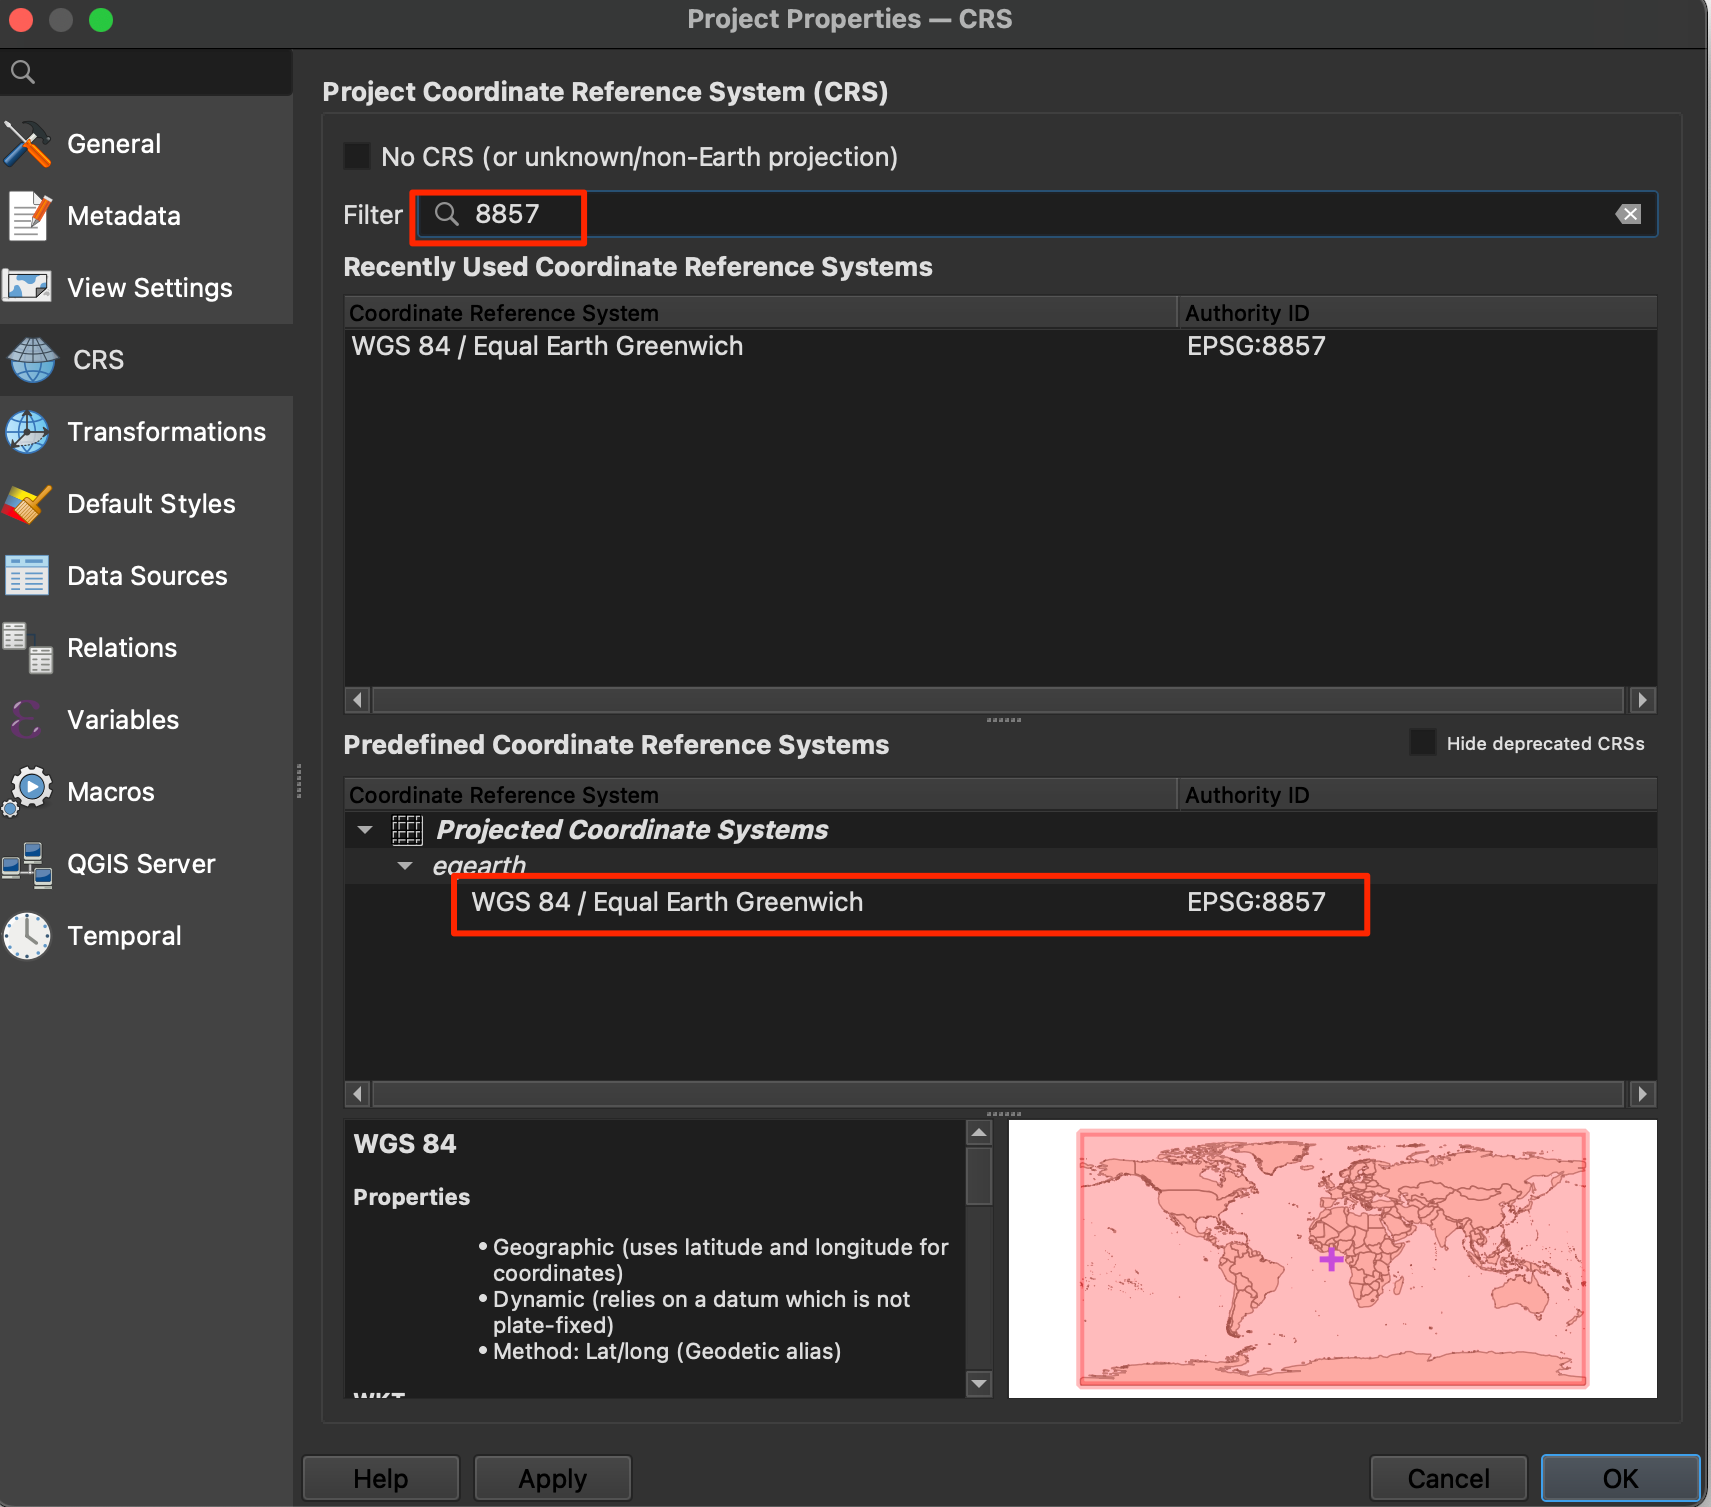 Project Properties — CRS
General
Metadata
View Settings
CRS
Transformations
Default Styles
Data Sources
Relations
Variables
Macros
QGIS Server
Temporal
Project Coordinate Reference System (CRS)
No CRS (or unknown/non-Earth projection)
Filter 8857
Recently Used Coordinate Reference Systems
Coordinate Reference System Authority ID
WGS 84 / Equal Earth Greenwich EPSG:8857
Predefined Coordinate Reference Systems Hide deprecated CRSs
Coordinate Reference System Authority ID
Projected Coordinate Systems
eqearth
WGS 84 / Equal Earth Greenwich EPSG:8857
WGS 84
Properties
• Geographic (uses latitude and longitude for
coordinates)
• Dynamic (relies on a datum which is not
plate-fixed)
• Method: Lat/long (Geodetic alias)
WKT
Help Apply Cancel OK